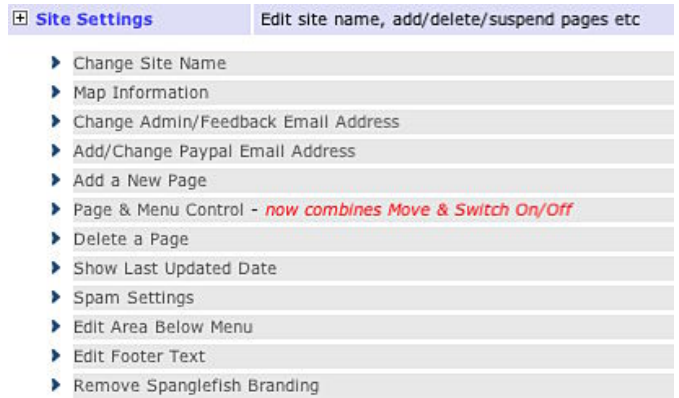 Site Settings Edit site name, add/delete/suspend pages etc
Change Site Name
Map Information
Change Admin/Feedback Email Address
Add/Change Paypal Email Address
Add a New Page
Page & Menu Control - now combines Move & Switch On/Off
Delete a Page
Show Last Updated Date
Spam Settings
Edit Area Below Menu
Edit Footer Text
Remove Spanglefish Branding